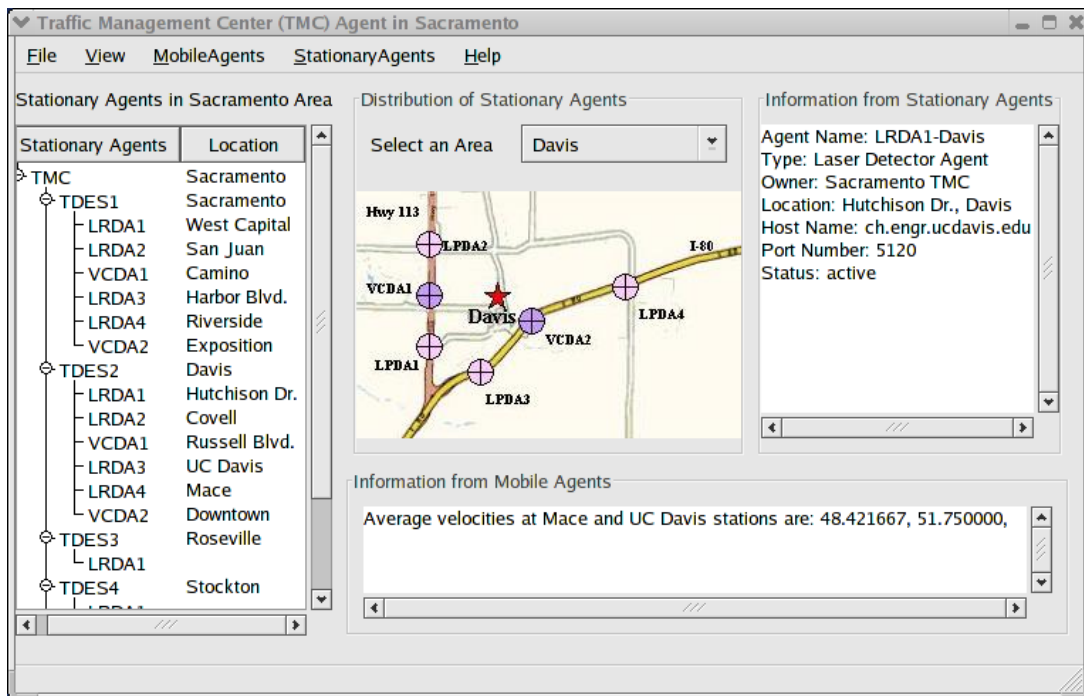 Traffic Management Center (TMC) Agent in Sacramento
File View MobileAgents StationaryAgents Help
Stationary Agents in Sacramento Area
Stationary Agents Location
TMC Sacramento
TDES1 Sacramento
LRDA1 West Capital
LRDA2 San Juan
VCDA1 Camino
LRDA3 Harbor Blvd.
LRDA4 Riverside
VCDA2 Exposition
TDES2 Davis
LRDA1 Hutchison Dr.
LRDA2 Covell
VCDA1 Russell Blvd.
LRDA3 UC Davis
LRDA4 Mace
VCDA2 Downtown
TDES3 Roseville
LRDA1
TDES4 Stockton
Distribution of Stationary Agents
Select an Area Davis
Hwy 113
LPDA2
I-80
VCDA1
Davis
LPDA4
VCDA2
LPDA1
LPDA3
Information from Stationary Agents
Agent Name: LRDA1-Davis
Type: Laser Detector Agent
Owner: Sacramento TMC
Location: Hutchison Dr., Davis
Host Name: ch.engr.ucdavis.edu
Port Number: 5120
Status: active
Information from Mobile Agents
Average velocities at Mace and UC Davis stations are: 48.421667, 51.750000,